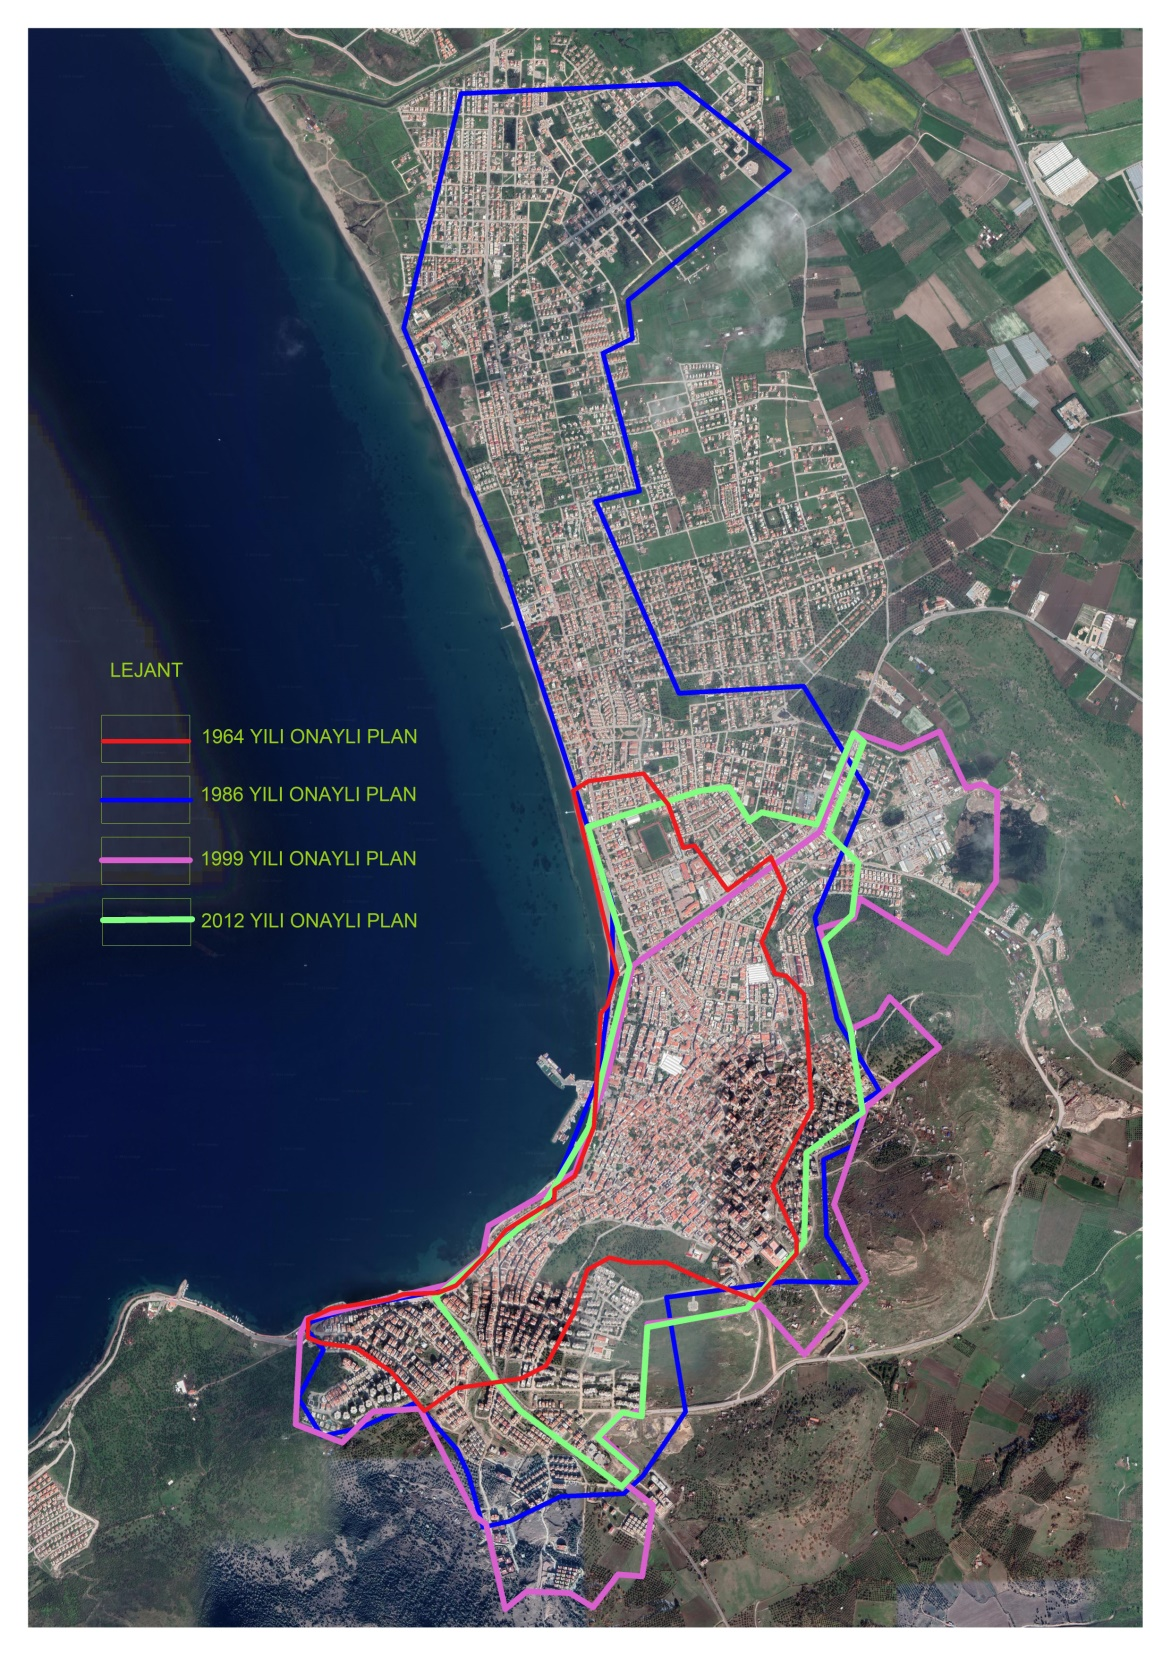 LEJANT
1964 YILI ONAYLI PLAN
1986 YILI ONAYLI PLAN
1999 YILI ONAYLI PLAN
2012 YILI ONAYLI PLAN